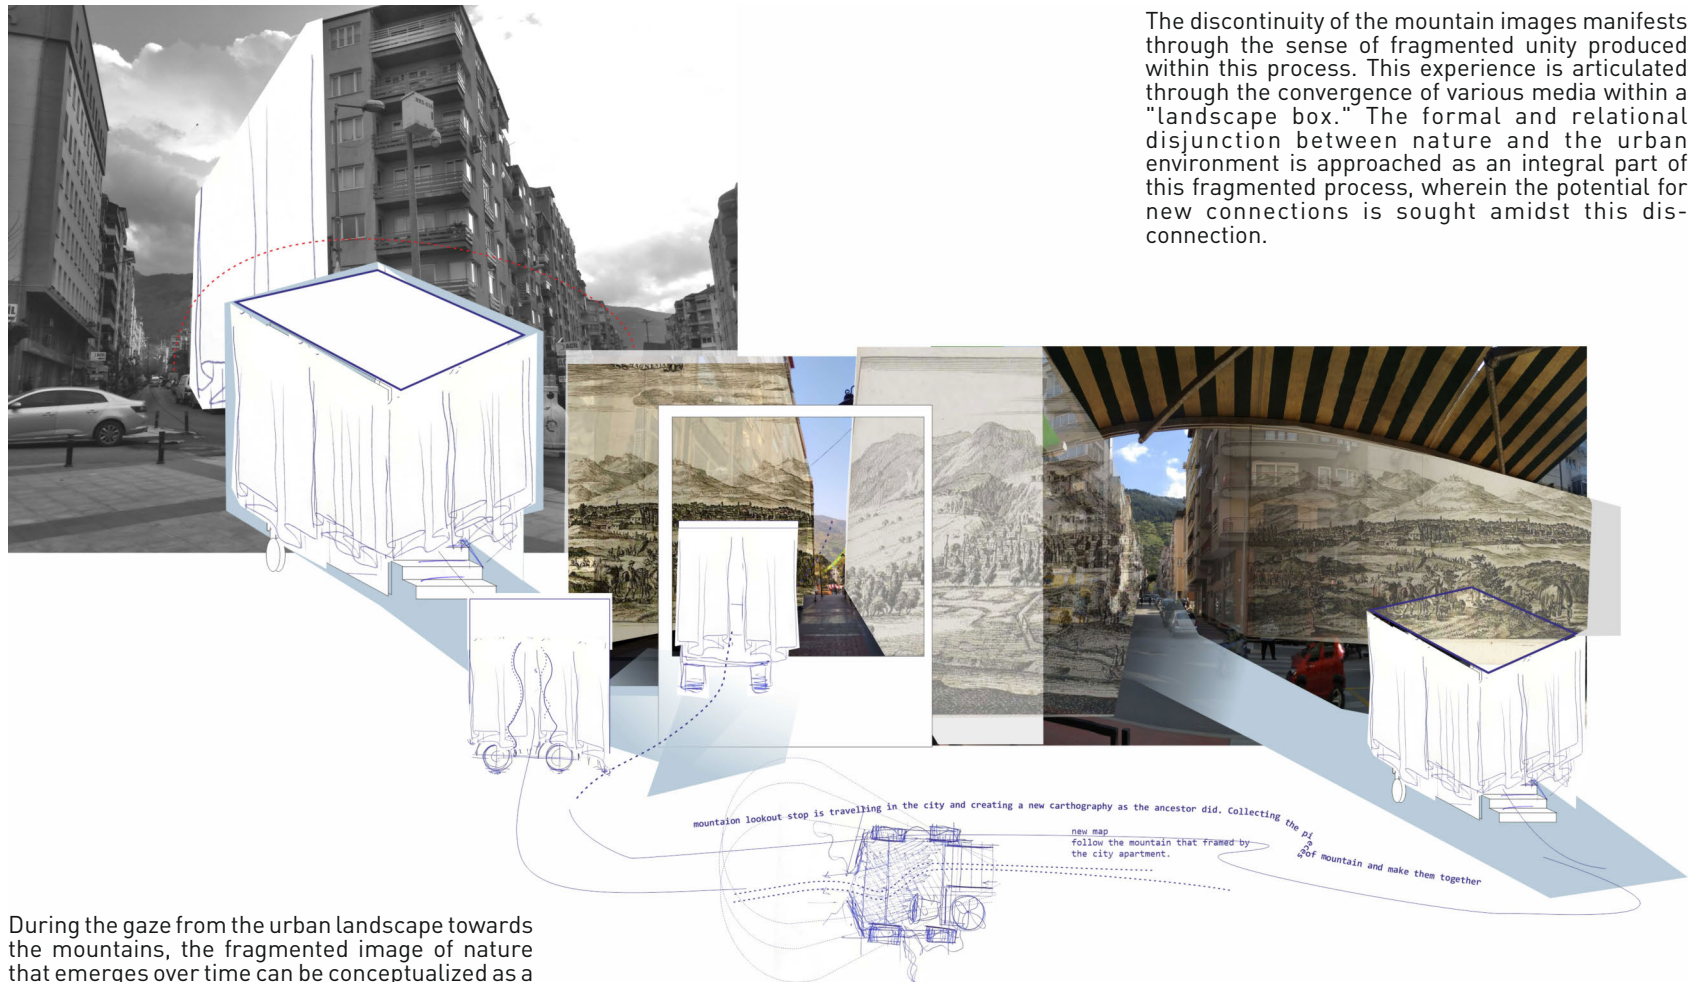 The discontinuity of the mountain images manifests
through the sense of fragmented unity produced
within this process. This experience is articulated
through the convergence of various media within a
"landscape box." The formal and relational
disjunction between nature and the urban
environment is approached as an integral part of
this fragmented process, wherein the potential for
new connections is sought amidst this dis-
connection.
mountaion lookout stop is travelling in the city and creating a new carthography as the ancestor did. Collecting the pieces of mountain and make them together
new map
follow the mountain that framed by
the city apartment.
During the gaze from the urban landscape towards
the mountains, the fragmented image of nature
that emerges over time can be conceptualized as a